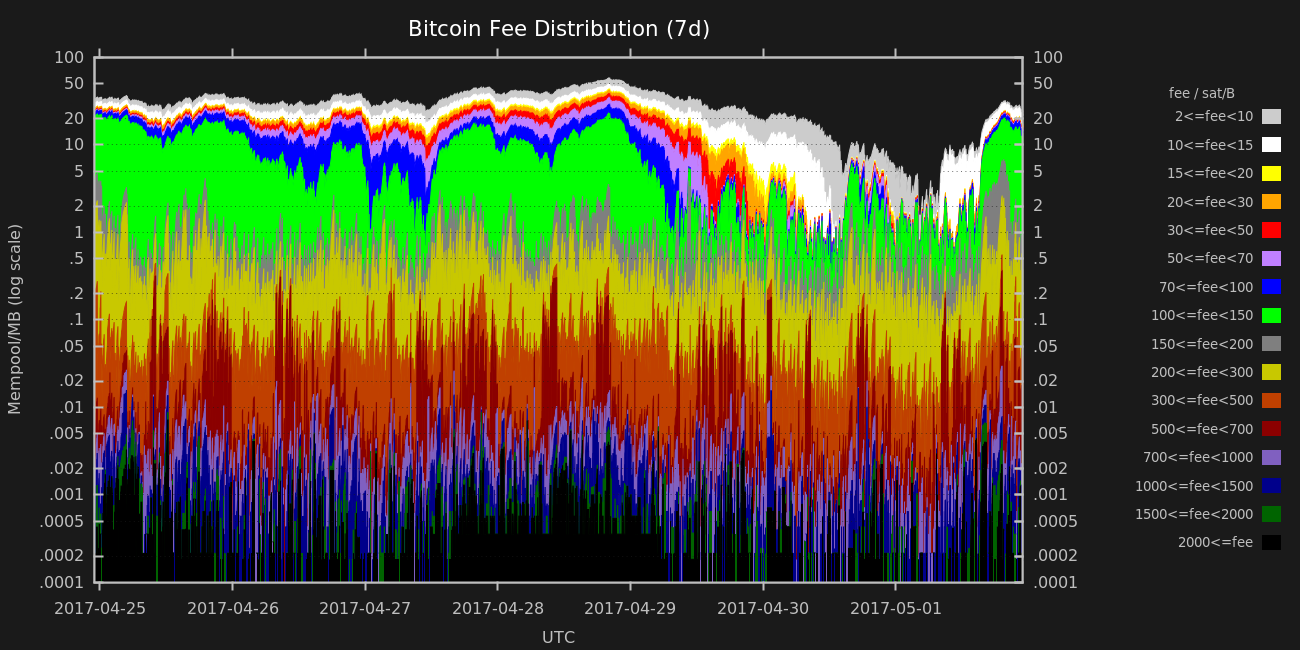 Bitcoin Fee Distribution (7d)
100
50
20
10
5
2
1
.5
.2
.1
.05
.02
.01
.005
.002
.001
.0005
.0002
.0001
Mempool/MB (log scale)
100
50
20
10
5
2
1
.5
.2
.1
.05
.02
.01
.005
.002
.001
.0005
.0002
.0001
2017-04-25 2017-04-26 2017-04-27 2017-04-28 2017-04-29 2017-04-30 2017-05-01
UTC
fee / sat/B
2<=fee<10
10<=fee<15
15<=fee<20
20<=fee<30
30<=fee<50
50<=fee<70
70<=fee<100
100<=fee<150
150<=fee<200
200<=fee<300
300<=fee<500
500<=fee<700
700<=fee<1000
1000<=fee<1500
1500<=fee<2000
2000<=fee